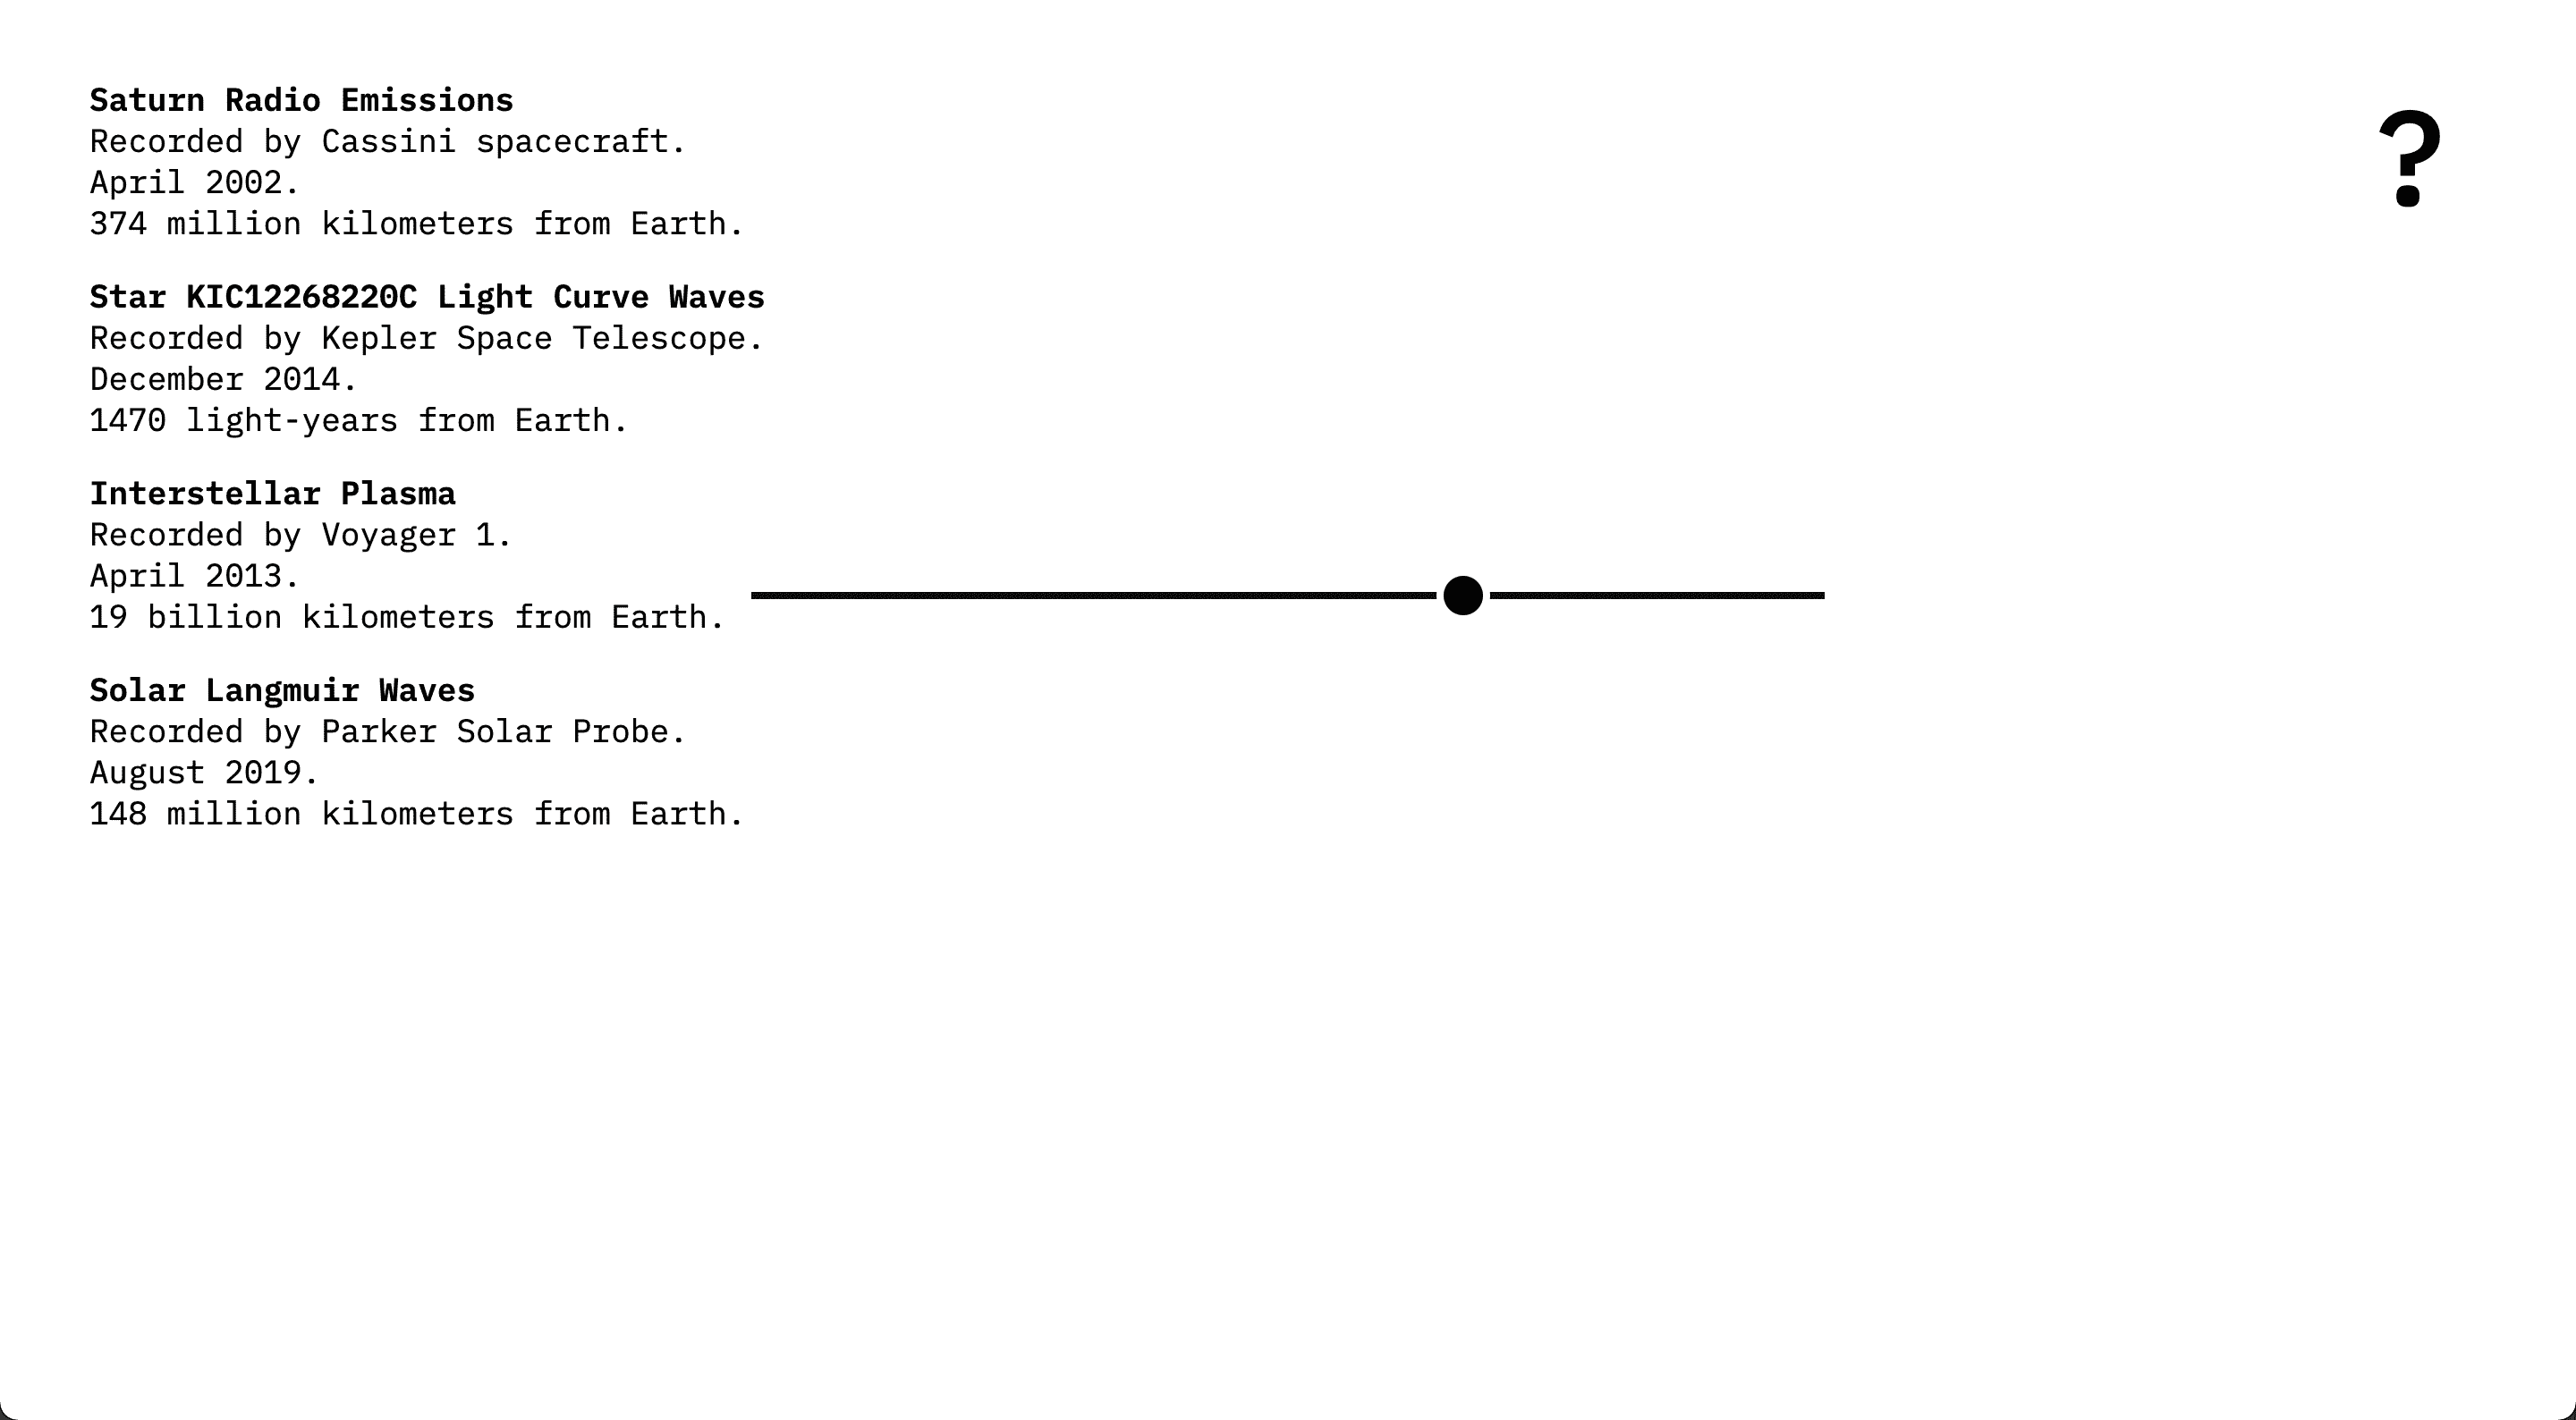 Saturn Radio Emissions
Recorded by Cassini spacecraft.
April 2002.
374 million kilometers from Earth.
Star KIC12268220C Light Curve Waves
Recorded by Kepler Space Telescope.
December 2014.
1470 light-years from Earth.
Interstellar Plasma
Recorded by Voyager 1.
April 2013.
19 billion kilometers from Earth.
Solar Langmuir Waves
Recorded by Parker Solar Probe.
August 2019.
148 million kilometers from Earth.
?